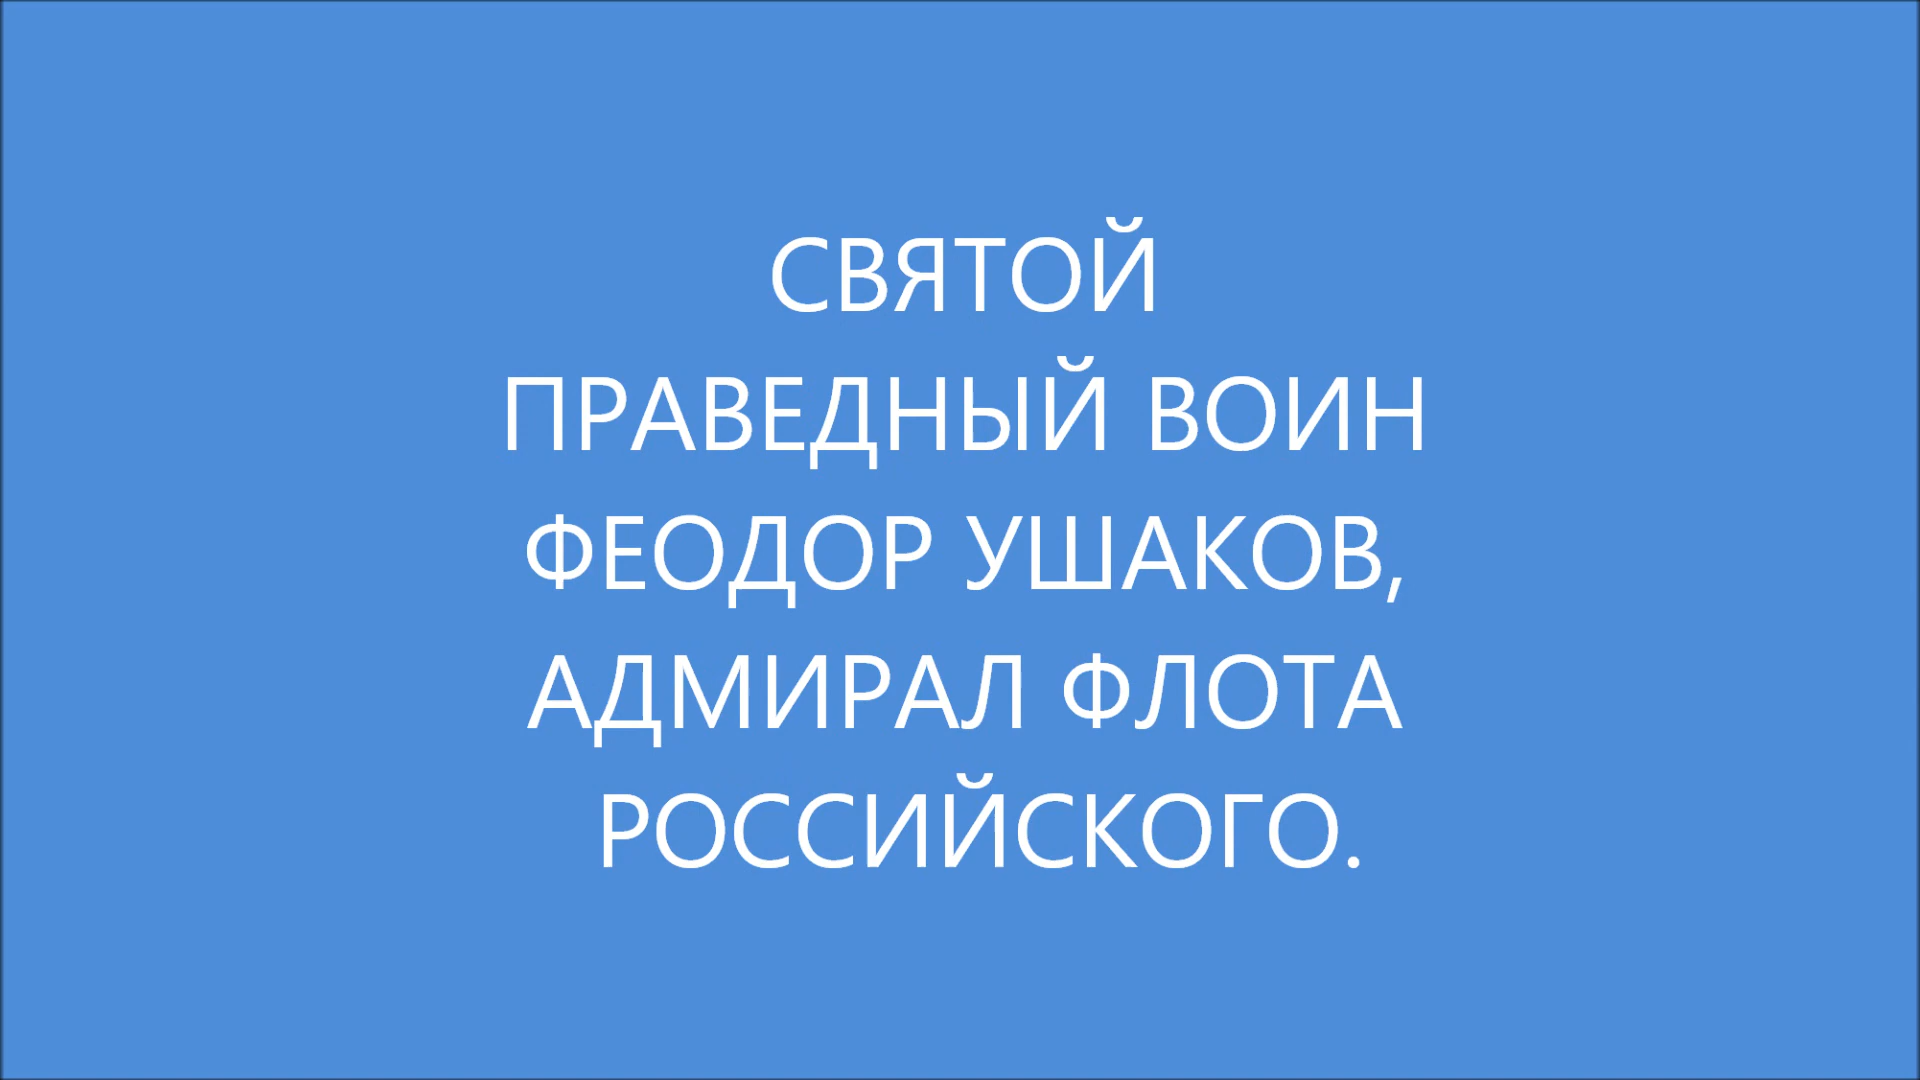 СВЯТОЙ
ПРАВЕДНЫЙ ВОИН
ФЕОДОР УШАКОВ,
АДМИРАЛ ФЛОТА
РОССИЙСКОГО.